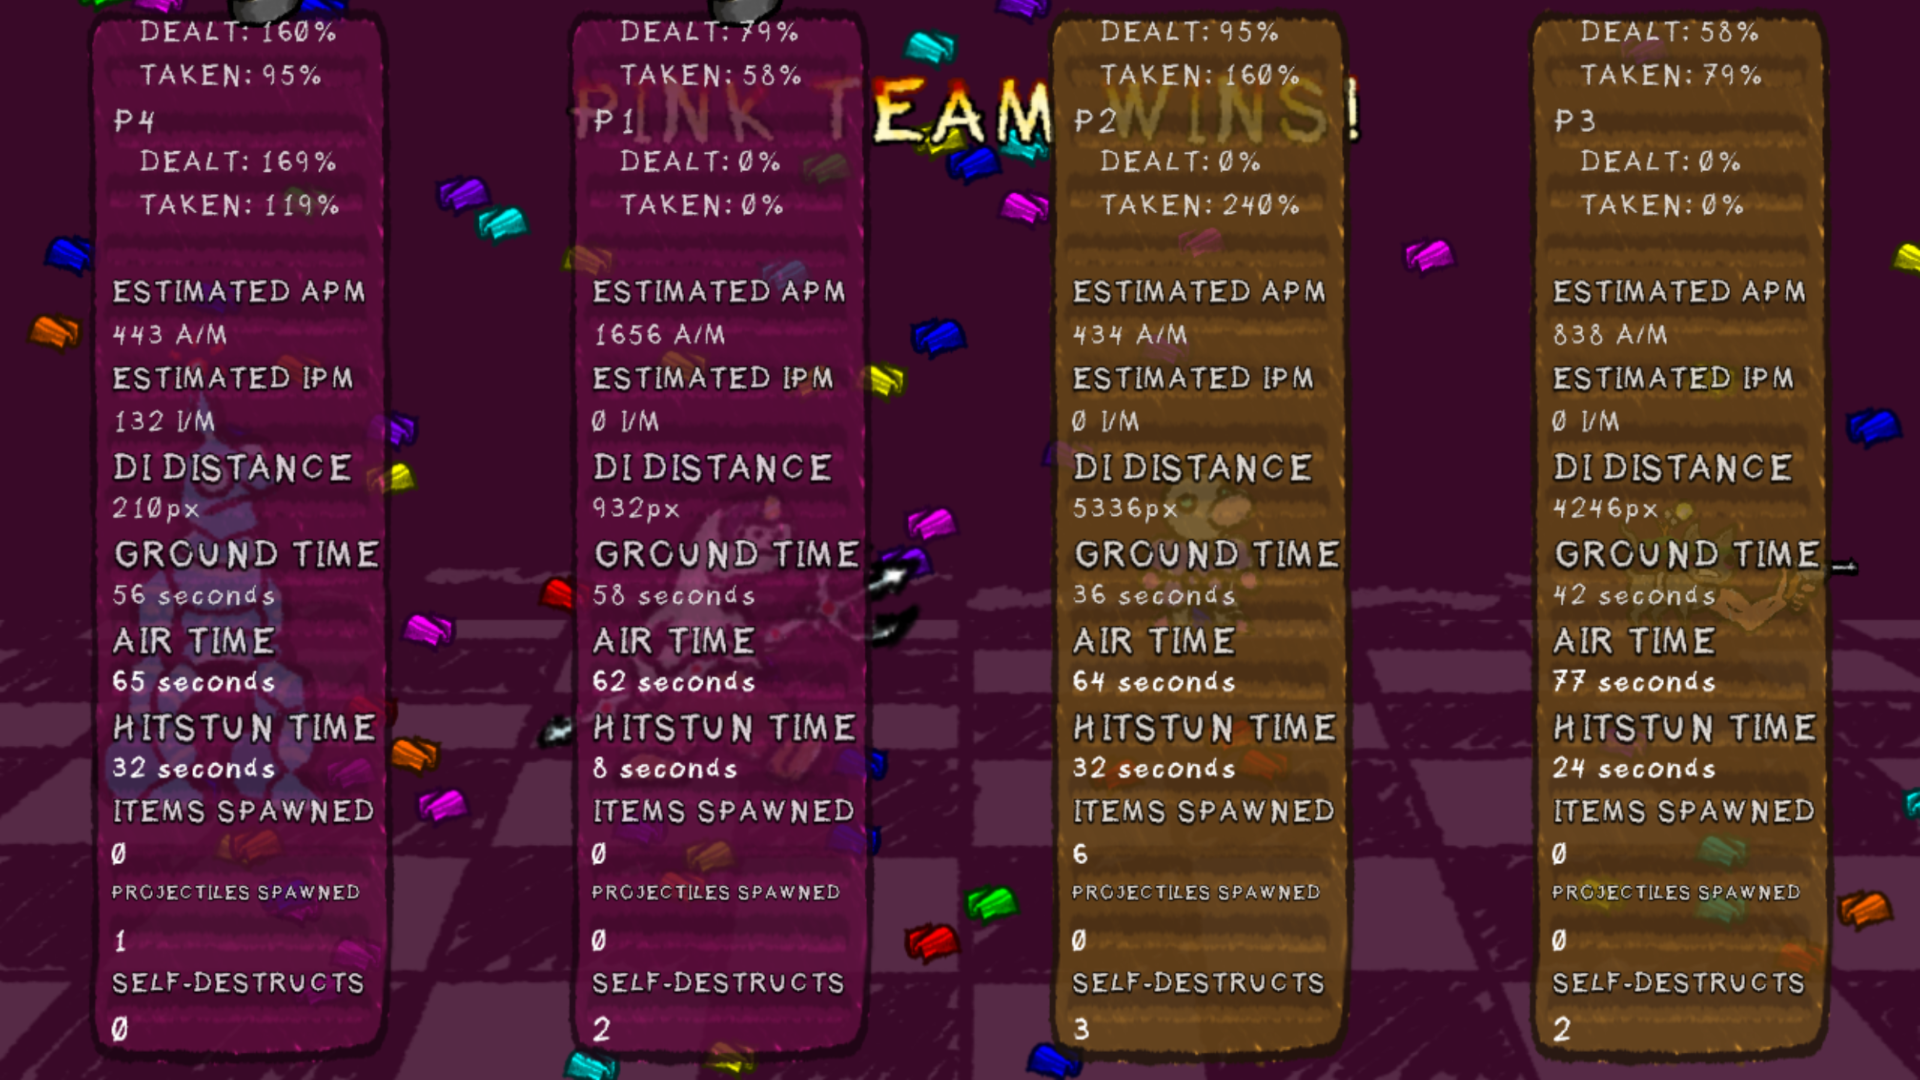 PINK TEAM WINS!
DEALT: 160%
TAKEN: 95%
P4
DEALT: 169%
TAKEN: 119%
ESTIMATED APM
443 A/M
ESTIMATED IPM
132 I/M
DI DISTANCE
210px
GROUND TIME
56 seconds
AIR TIME
65 seconds
HITSTUN TIME
32 seconds
ITEMS SPAWNED
0
PROJECTILES SPAWNED
1
SELF-DESTRUCTS
0
DEALT: 79%
TAKEN: 58%
P1
DEALT: 0%
TAKEN: 0%
ESTIMATED APM
1656 A/M
ESTIMATED IPM
0 I/M
DI DISTANCE
932px
GROUND TIME
58 seconds
AIR TIME
62 seconds
HITSTUN TIME
8 seconds
ITEMS SPAWNED
0
PROJECTILES SPAWNED
0
SELF-DESTRUCTS
2
DEALT: 95%
TAKEN: 160%
P2
DEALT: 0%
TAKEN: 240%
ESTIMATED APM
434 A/M
ESTIMATED IPM
0 I/M
DI DISTANCE
5336px
GROUND TIME
36 seconds
AIR TIME
64 seconds
HITSTUN TIME
32 seconds
ITEMS SPAWNED
6
PROJECTILES SPAWNED
0
SELF-DESTRUCTS
3
DEALT: 58%
TAKEN: 79%
P3
DEALT: 0%
TAKEN: 0%
ESTIMATED APM
838 A/M
ESTIMATED IPM
0 I/M
DI DISTANCE
4246px
GROUND TIME
42 seconds
AIR TIME
77 seconds
HITSTUN TIME
24 seconds
ITEMS SPAWNED
0
PROJECTILES SPAWNED
0
SELF-DESTRUCTS
2